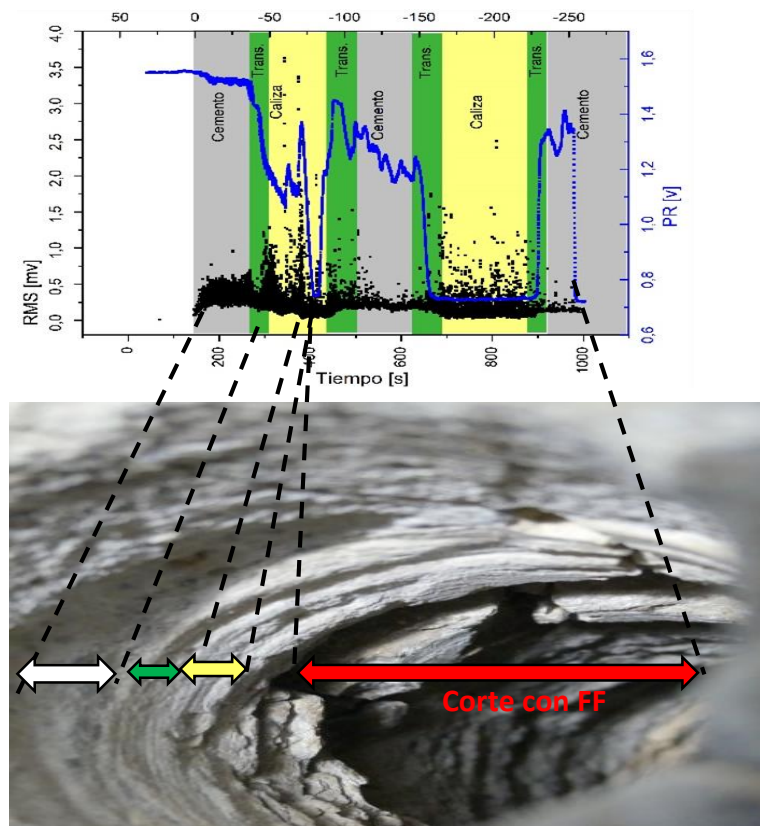 50 0 -50 -100 -150 -200 -250
RMS [mv]
4,0
3,5
3,0
2,5
2,0
1,5
1,0
0,5
0,0
Cemento
Trans.
Caliza
Trans.
Cemento
Trans.
Caliza
Trans.
Cemento
1,6
1,4
1,2
1,0
0,8
0,6
PR [v]
0 200 400 600 800 1000
Tiempo [s]
Corte con FF